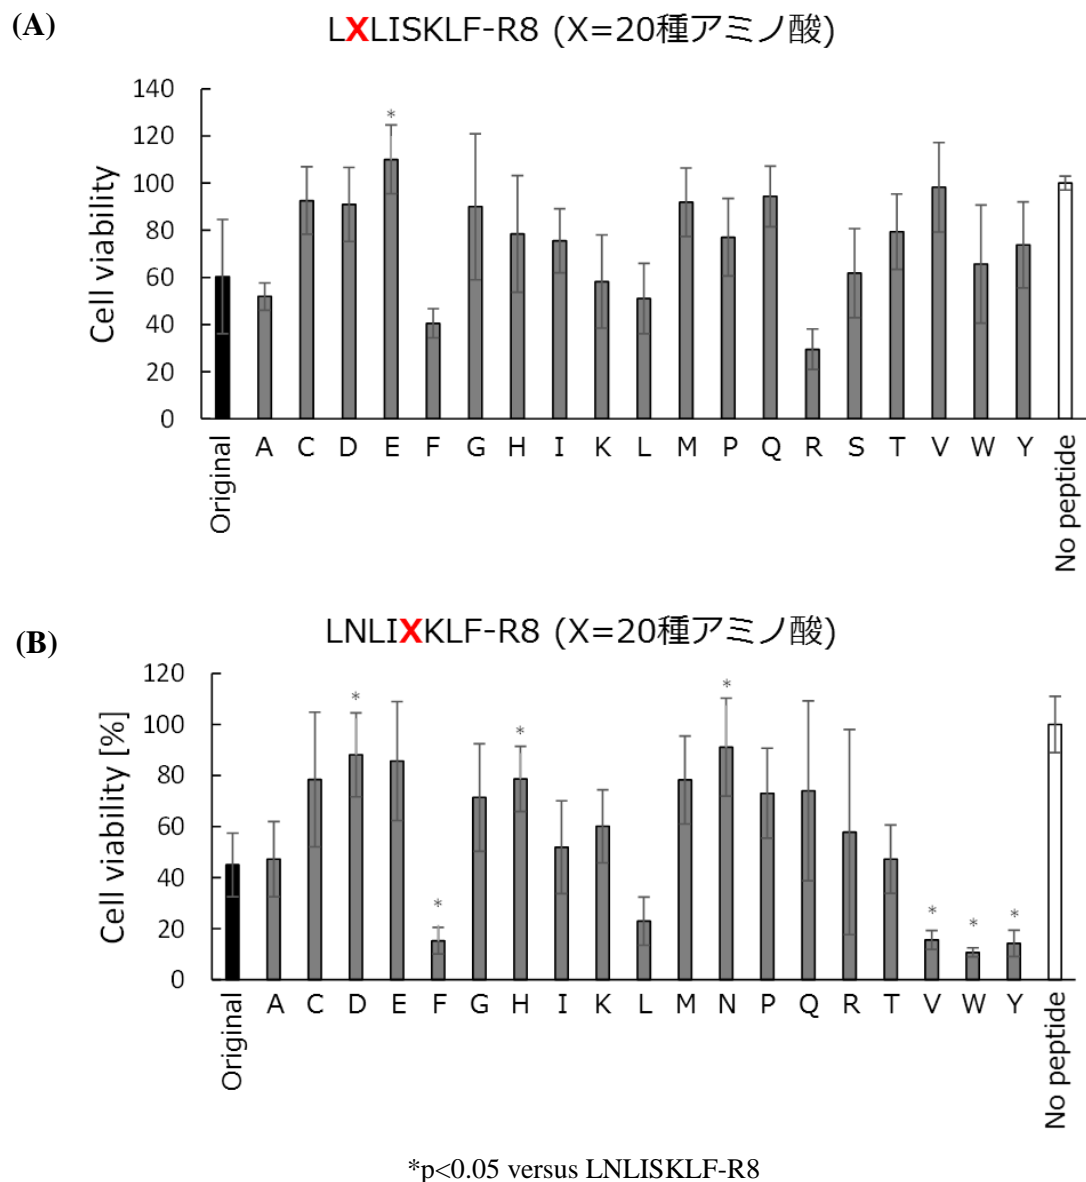 (A)
LXLISKLF-R8 (X=20種アミノ酸)
140
120
100
80
60
40
20
0
Cell viability
*
Original A C D E F G H I K L M P Q R S T V W Y No peptide
(B)
LNLIXKLF-R8 (X=20種アミノ酸)
120
100
80
60
40
20
0
Cell viability [%]
* * * * * * *
Original A C D E F G H I K L M N P Q R T V W Y No peptide
*p<0.05 versus LNLISKLF-R8